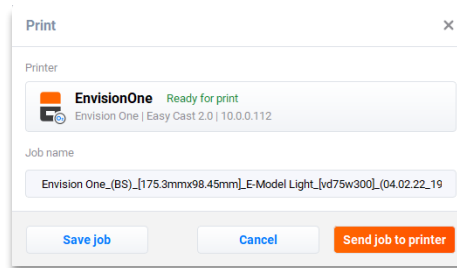 Print
Printer
EnvisionOne Ready for print
Envision One | Easy Cast 2.0 | 10.0.0.112
Job name
Envision One_(BS)_[175.3mmx98.45mm]_E-Model Light_[vd75w300]_(04.02.22_19
Save job Cancel Send job to printer